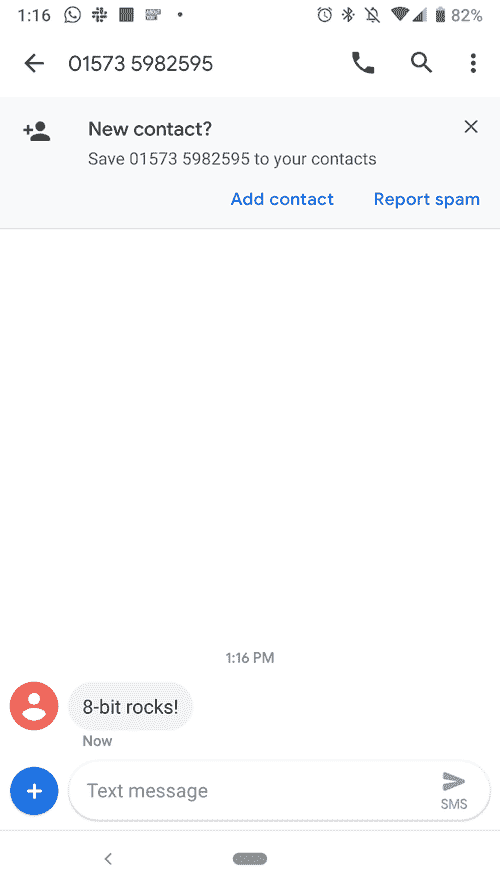 1:16 82%
01573 5982595
New contact?
Save 01573 5982595 to your contacts
Add contact Report spam
1:16 PM
8-bit rocks!
Now
Text message
SMS